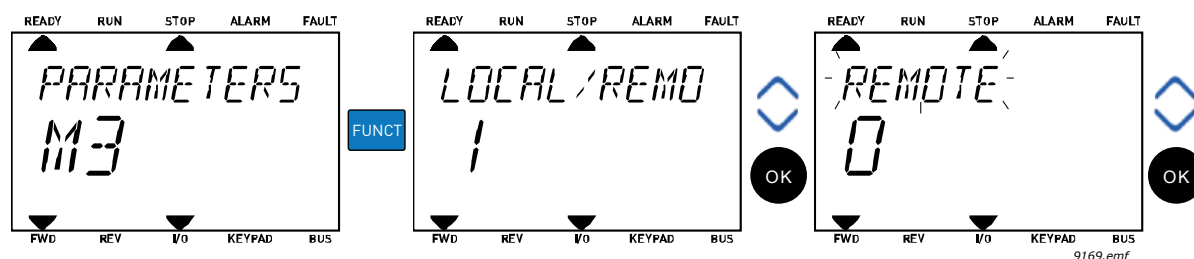 READY RUN STOP ALARM FAULT
PARAMETERS
M3
FWD REV I/O KEYPAD BUS
FUNCT
READY RUN STOP ALARM FAULT
LOCAL/REMO
1
FWD REV I/O KEYPAD BUS
OK
READY RUN STOP ALARM FAULT
REMOTE
0
FWD REV I/O KEYPAD BUS
OK
9169.emf